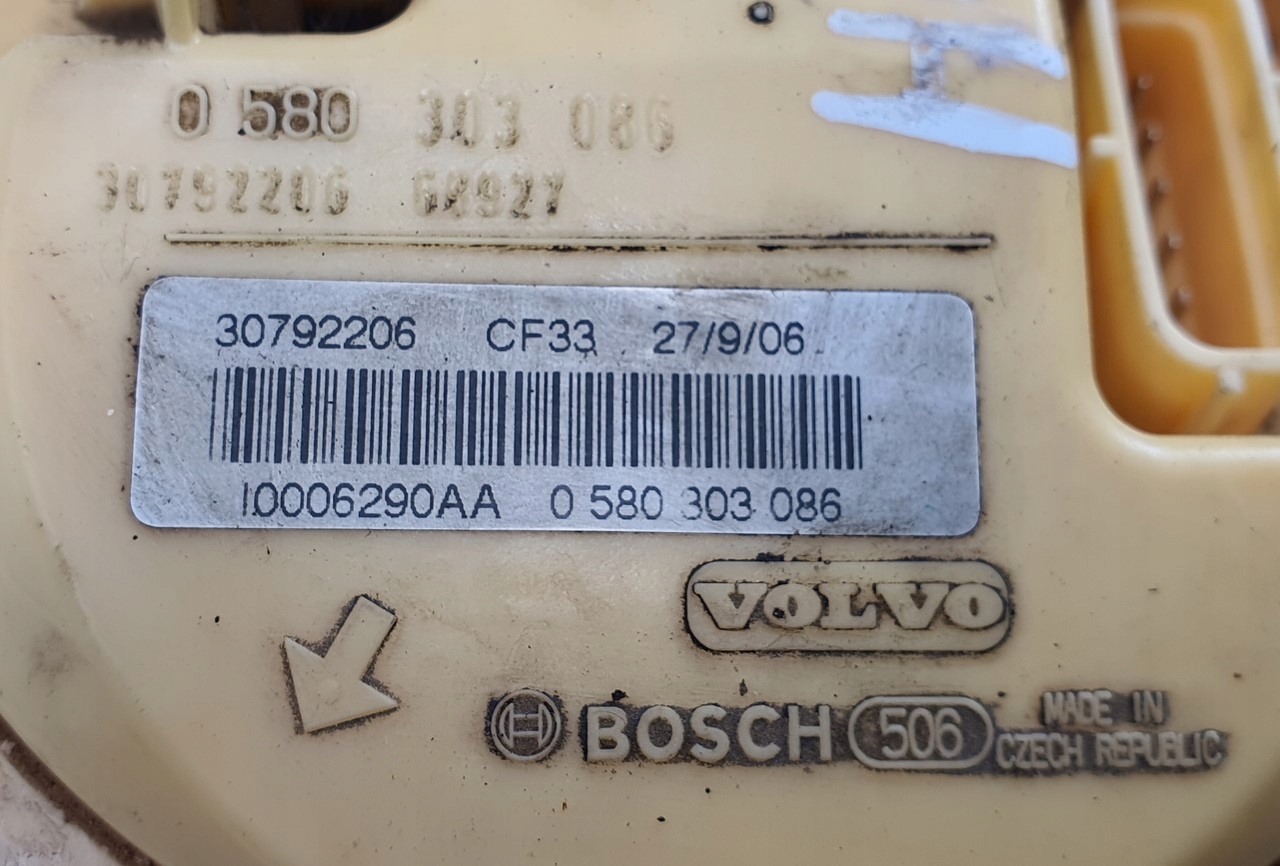 0 580 303 086
30792206 68927
30792206 CF33 27/9/06
I0006290AA 0 580 303 086
VOLVO
BOSCH 506 MADE IN
CZECH REPUBLIC